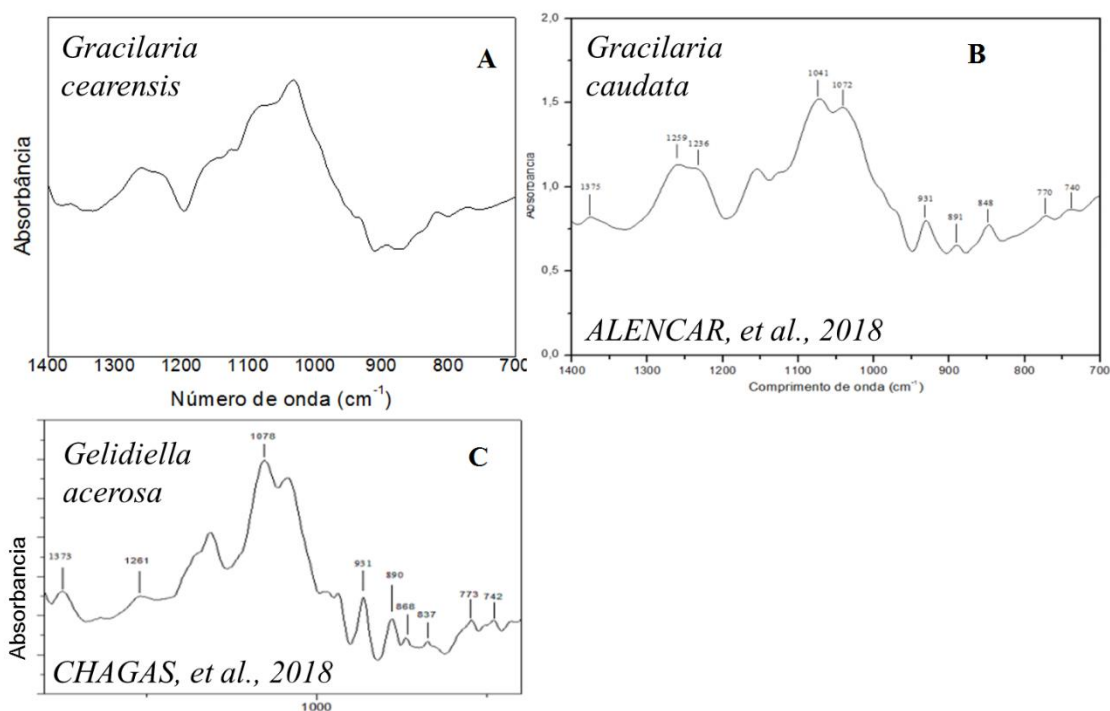 Gracilaria
cearensis
A
Absorbância
1400 1300 1200 1100 1000 900 800 700
Número de onda (cm⁻¹)
Gracilaria
caudata
B
2,0
1,5
1,0
0,5
0,0
Absorbancia
1375
1259
1236
1041
1072
931
891
848
770
740
ALENCAR, et al., 2018
1400 1300 1200 1100 1000 900 800 700
Comprimento de onda (cm⁻¹)
Gelidiella
acerosa
C
Absorbancia
1373
1261
1078
931
890
868
837
773
742
CHAGAS, et al., 2018
1000